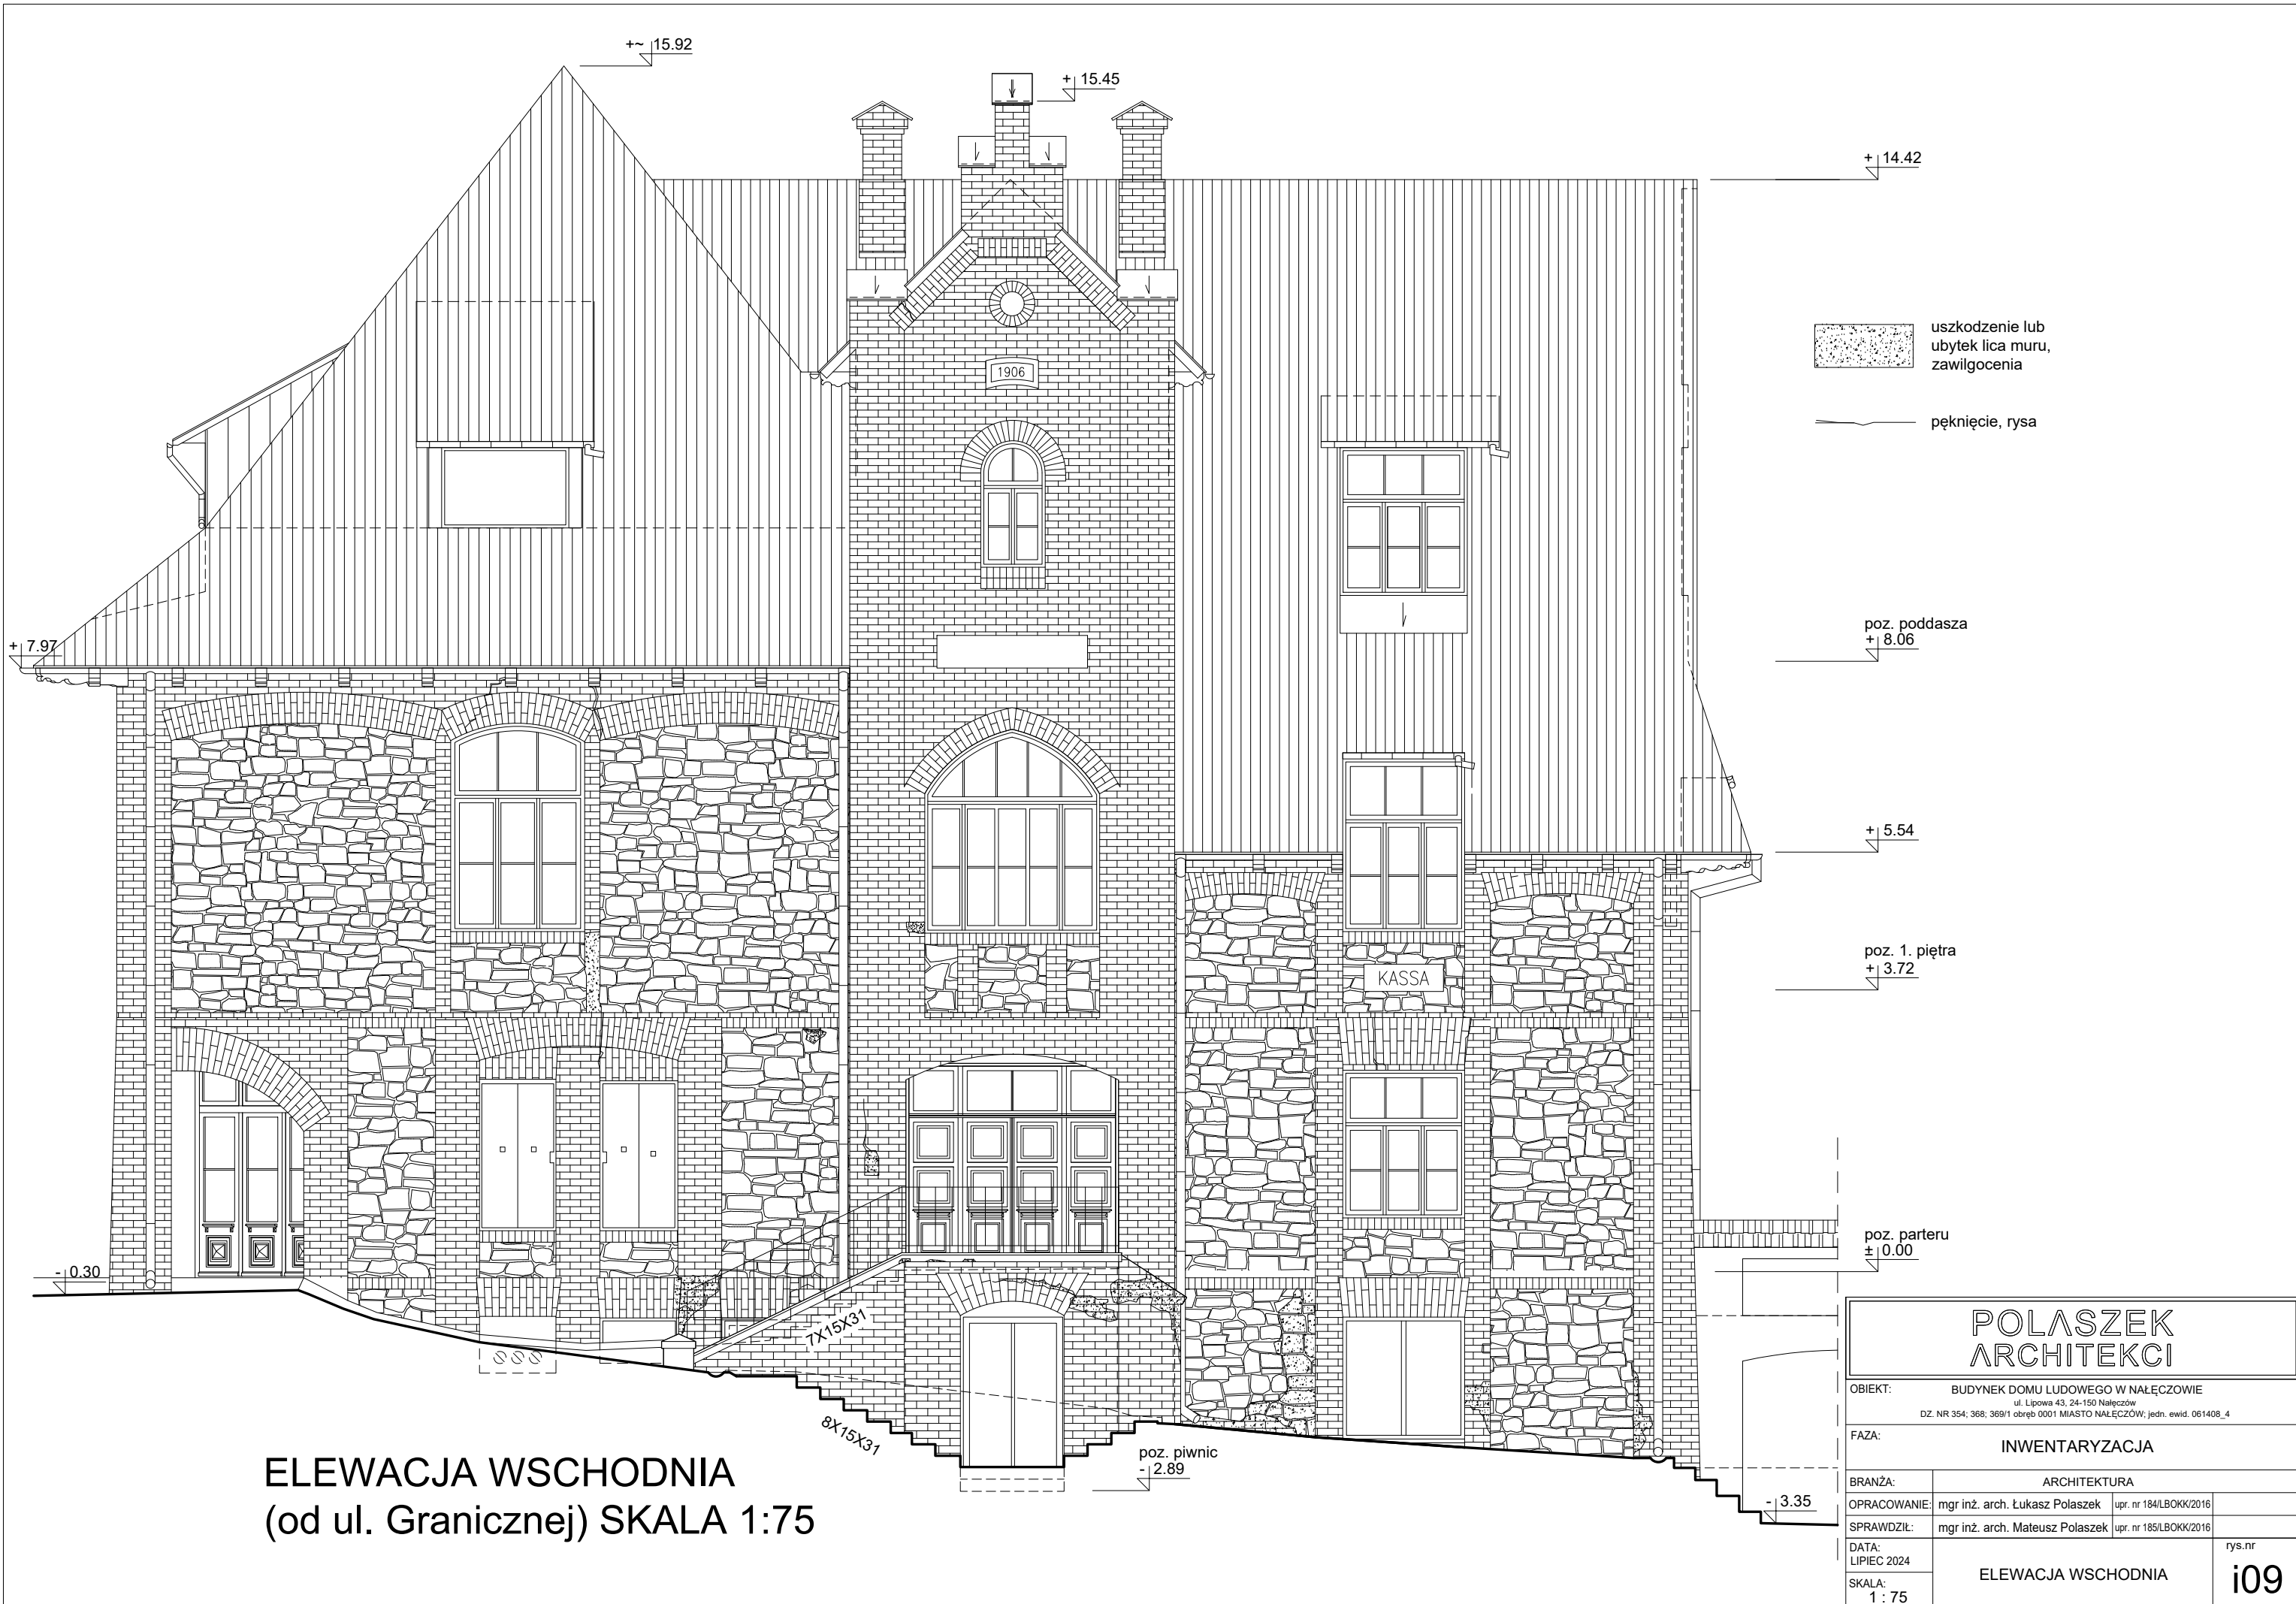 +~ 15.92
+ 15.45
+ 14.42
uszkodzenie lub
ubytek lica muru,
zawilgocenia
1906
pęknięcie, rysa
poz. poddasza
+ 8.06
+ 7.97
+ 5.54
poz. 1. piętra
+ 3.72
KASSA
poz. parteru
± 0.00
- 0.30
7X15X31
8X15X31
poz. piwnic
- 2.89
- 3.35
ELEWACJA WSCHODNIA
(od ul. Granicznej) SKALA 1:75
POLASZEK
ARCHITEKCI
OBIEKT:
BUDYNEK DOMU LUDOWEGO W NAŁĘCZOWIE
ul. Lipowa 43, 24-150 Nałęczów
DZ. NR 354; 368; 369/1 obręb 0001 MIASTO NAŁĘCZÓW; jedn. ewid. 061408_4
FAZA:
INWENTARYZACJA
BRANŻA: ARCHITEKTURA
OPRACOWANIE: mgr inż. arch. Łukasz Polaszek upr. nr 184/LBOKK/2016
SPRAWDZIŁ: mgr inż. arch. Mateusz Polaszek upr. nr 185/LBOKK/2016
DATA:
LIPIEC 2024
SKALA:
1 : 75
ELEWACJA WSCHODNIA
rys.nr
i09